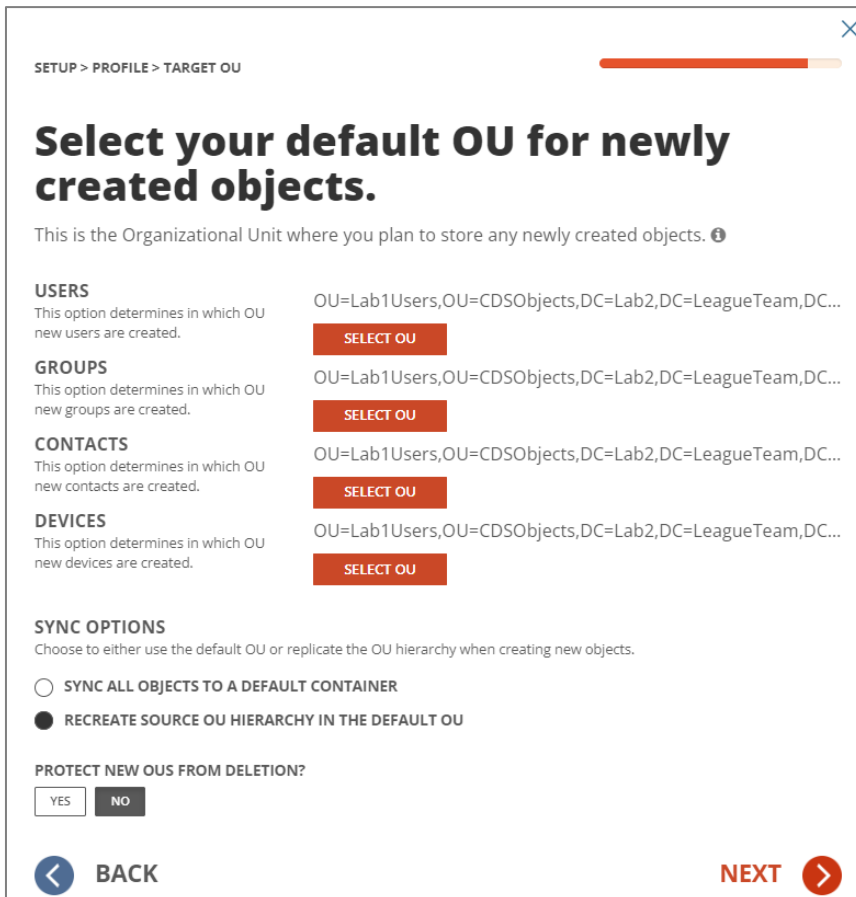 SETUP > PROFILE > TARGET OU
Select your default OU for newly
created objects.
This is the Organizational Unit where you plan to store any newly created objects.
USERS
This option determines in which OU
new users are created.
OU=Lab1Users,OU=CDSObjects,DC=Lab2,DC=LeagueTeam,DC...
SELECT OU
GROUPS
This option determines in which OU
new groups are created.
OU=Lab1Users,OU=CDSObjects,DC=Lab2,DC=LeagueTeam,DC...
SELECT OU
CONTACTS
This option determines in which OU
new contacts are created.
OU=Lab1Users,OU=CDSObjects,DC=Lab2,DC=LeagueTeam,DC...
SELECT OU
DEVICES
This option determines in which OU
new devices are created.
OU=Lab1Users,OU=CDSObjects,DC=Lab2,DC=LeagueTeam,DC...
SELECT OU
SYNC OPTIONS
Choose to either use the default OU or replicate the OU hierarchy when creating new objects.
SYNC ALL OBJECTS TO A DEFAULT CONTAINER
RECREATE SOURCE OU HIERARCHY IN THE DEFAULT OU
PROTECT NEW OUS FROM DELETION?
YES NO
BACK
NEXT